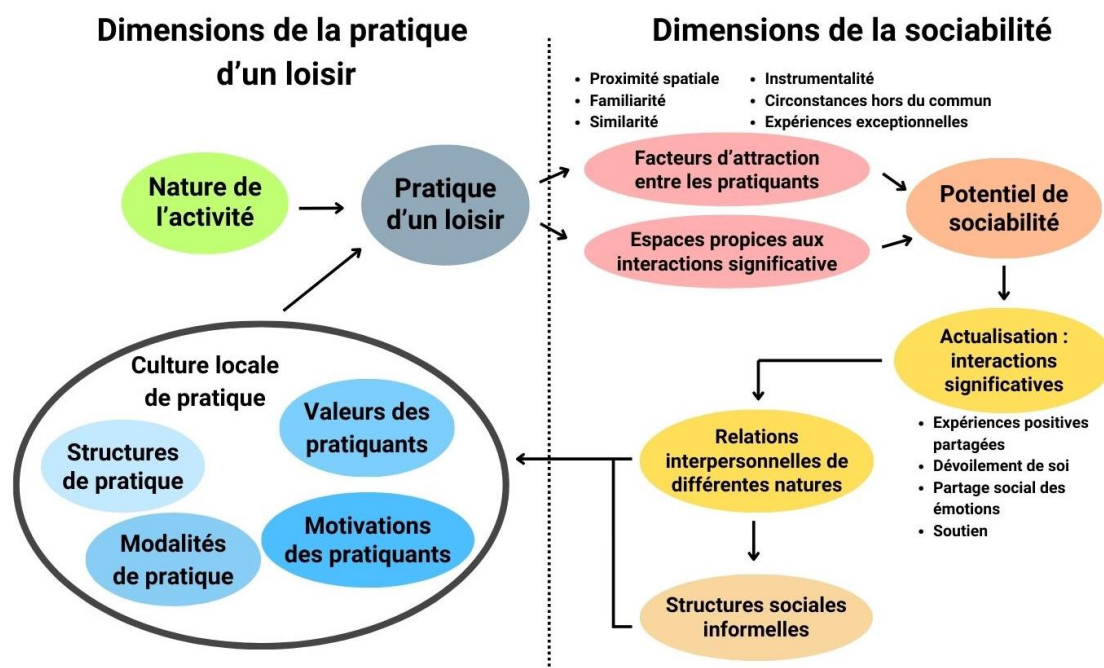 Dimensions de la pratique
d’un loisir
Nature de
l’activité
Pratique
d’un loisir
Culture locale
de pratique
Valeurs des
pratiquants
Structures
de pratique
Modalités
de pratique
Motivations
des pratiquants
Dimensions de la sociabilité
• Proximité spatiale
• Familiarité
• Similarité
• Instrumentalité
• Circonstances hors du commun
• Expériences exceptionnelles
Facteurs d’attraction
entre les pratiquants
Espaces propices aux
interactions significative
Potentiel de
sociabilité
Actualisation :
interactions
significatives
• Expériences positives
partagées
• Dévoilement de soi
• Partage social des
émotions
• Soutien
Relations
interpersonnelles de
différentes natures
Structures sociales
informelles